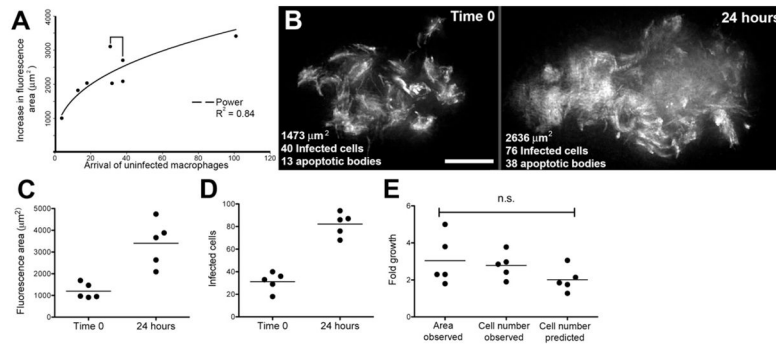 A
Increase in fluorescence
area (µm²)
4000
3000
2000
1000
0
0 20 40 60 80 100 120
Arrival of uninfected macrophages
Power
R² = 0.84
B
Time 0
1473 µm²
40 Infected cells
13 apoptotic bodies
24 hours
2636 µm²
76 Infected cells
38 apoptotic bodies
C
Fluorescence area (µm²)
5000
4000
3000
2000
1000
0
Time 0 24 hours
D
Infected cells
100
80
60
40
20
0
Time 0 24 hours
E
Fold growth
6
4
2
0
n.s.
Area
observed
Cell number
observed
Cell number
predicted